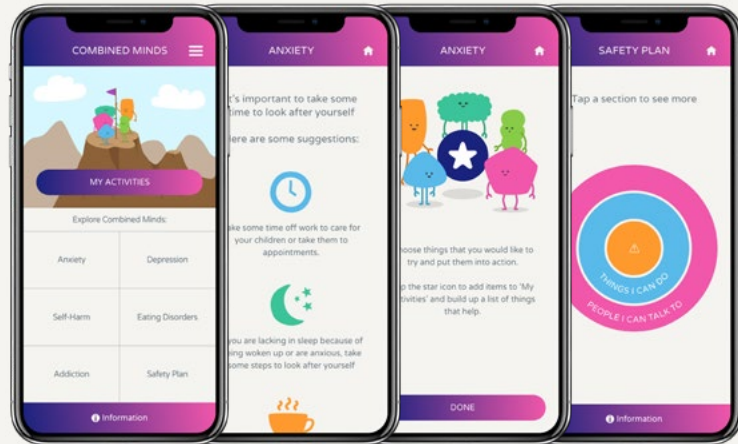 COMBINED MINDS
MY ACTIVITIES
Explore Combined Minds:
Anxiety
Depression
Self-Harm
Eating Disorders
Addiction
Safety Plan
Information
ANXIETY
's important to take some
time to look after yourself
ere are some suggestions:
ake some time off work to care for
your children or take them to
appointments.
you are lacking in sleep because of
ing woken up or are anxious, take
ome steps to look after yourself
ANXIETY
oose things that you would like to
try and put them into action.
p the star icon to add items to 'My
tivities' and build up a list of things
that help.
DONE
SAFETY PLAN
Tap a section to see more
THINGS I CAN DO
PEOPLE I CAN TALK TO
Information